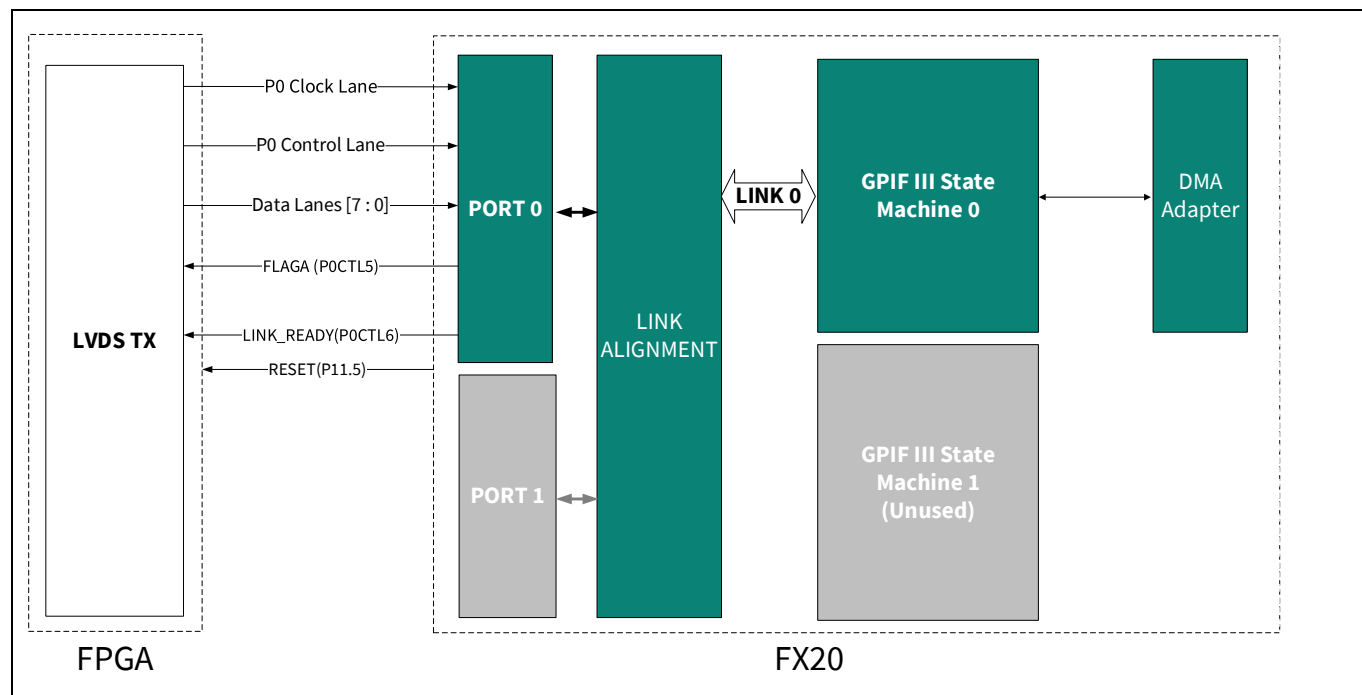 P0 Clock Lane
P0 Control Lane
Data Lanes [7 : 0]
FLAGA (P0CTL5)
LINK_READY(P0CTL6)
RESET(P11.5)
LVDS TX
PORT 0
PORT 1
LINK
ALIGNMENT
LINK 0
GPIF III State
Machine 0
GPIF III State
Machine 1
(Unused)
DMA
Adapter
FPGA
FX20